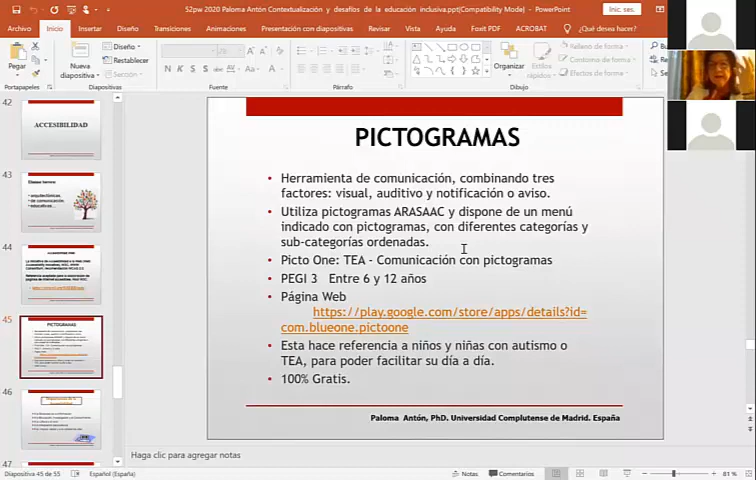 52pw 2020 Paloma Antón Contextualización y desafíos de la educación inclusiva.ppt[Compatibility Mode] - PowerPoint
Inic. ses.
Archivo Inicio Insertar Diseño Transiciones Animaciones Presentación con diapositivas Revisar Vista Ayuda Foxit PDF ACROBAT ¿Qué desea hacer?
Pegar
Nueva diapositiva
Diseño
Restablecer
Sección
N K S
Organizar
Estilos rápidos
Relleno de forma
Contorno de forma
Efectos de forma
Portapapeles Diapositivas Fuente Párrafo Dibujo
42
ACCESIBILIDAD
43
44
45
PICTOGRAMAS
46
47
PICTOGRAMAS
• Herramienta de comunicación, combinando tres
factores: visual, auditivo y notificación o aviso.
• Utiliza pictogramas ARASAAC y dispone de un menú
indicado con pictogramas, con diferentes categorías y
sub-categorías ordenadas.
• Picto One: TEA - Comunicación con pictogramas
• PEGI 3 Entre 6 y 12 años
• Página Web
https://play.google.com/store/apps/details?id=
com.blueone.pictoone
• Esta hace referencia a niños y niñas con autismo o
TEA, para poder facilitar su día a día.
• 100% Gratis.
Paloma Antón, PhD. Universidad Complutense de Madrid. España
Haga clic para agregar notas
Diapositiva 45 de 55 Español (España) Notas Comentarios 81 %